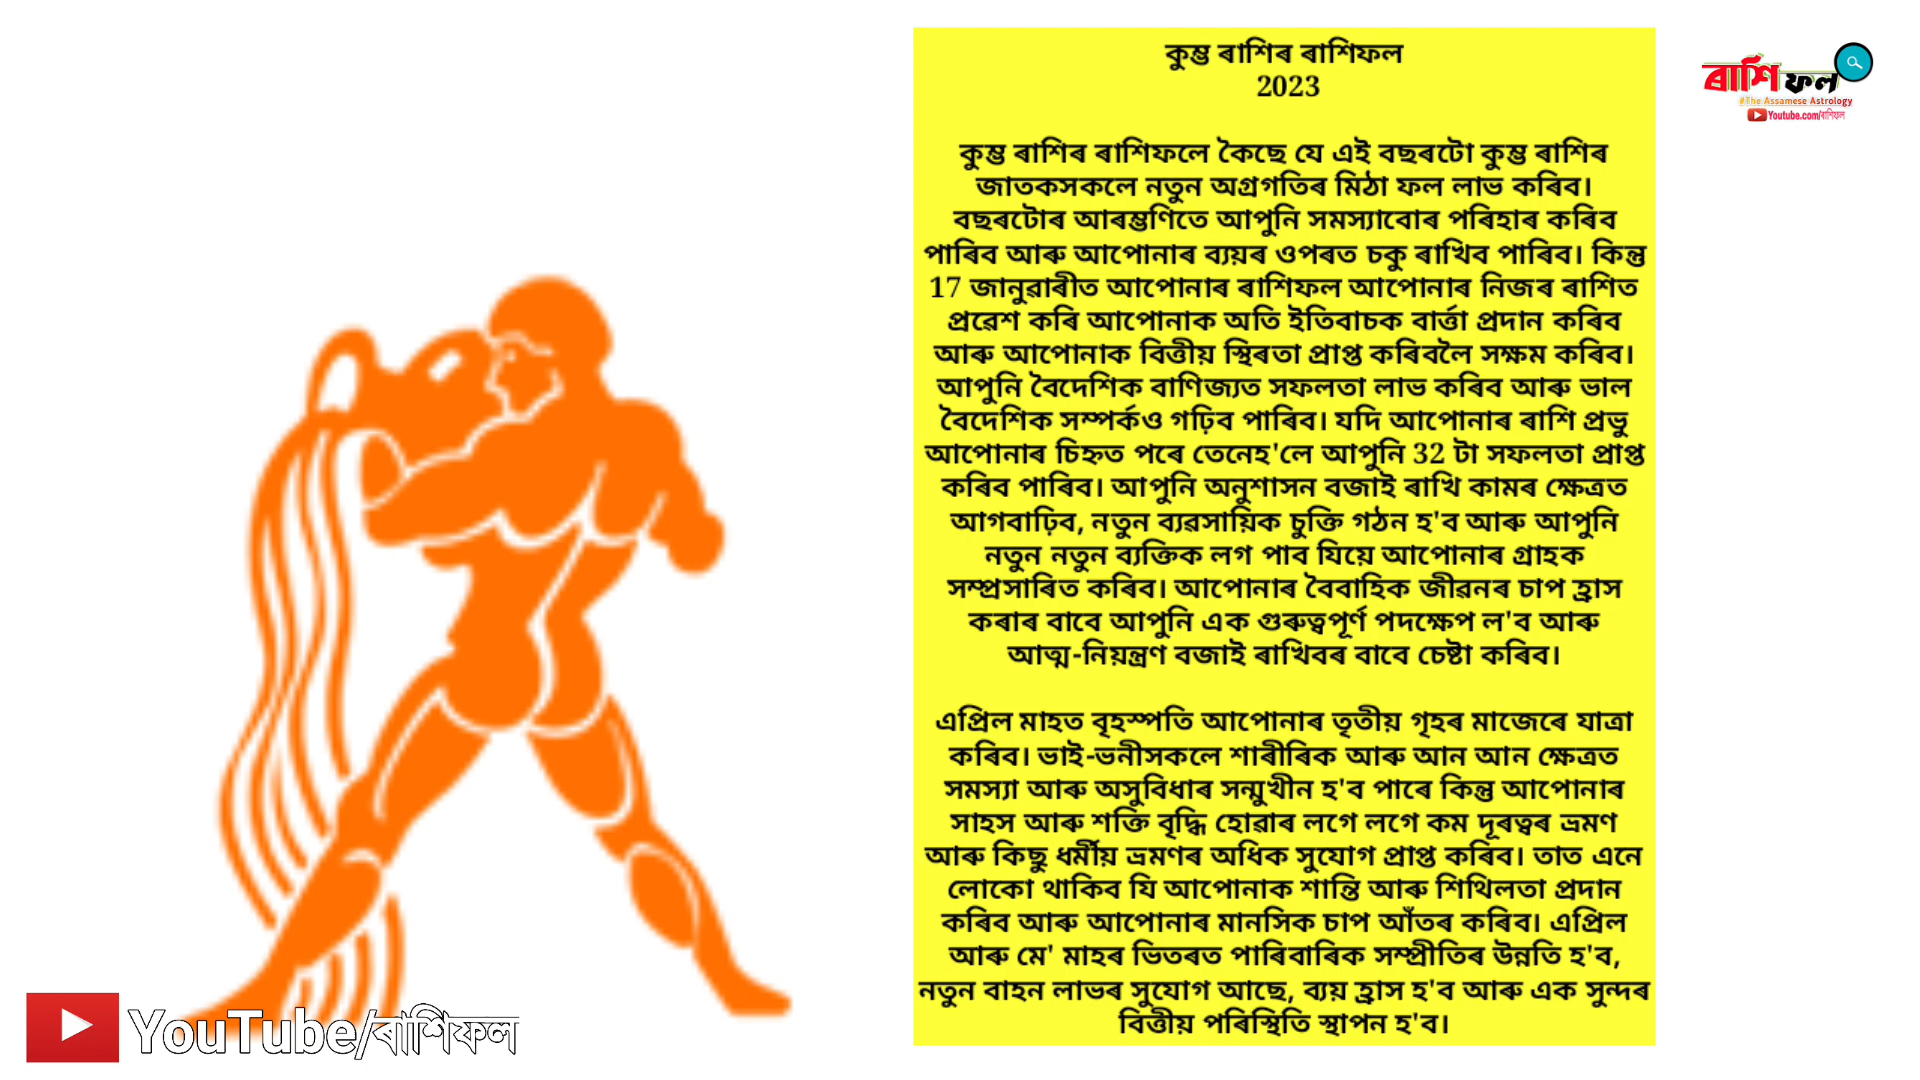 কুম্ভ ৰাশিৰ ৰাশিফল
2023
কুম্ভ ৰাশিৰ ৰাশিফলে কৈছে যে এই বছৰটো কুম্ভ ৰাশিৰ
জাতকসকলে নতুন অগ্ৰগতিৰ মিঠা ফল লাভ কৰিব।
বছৰটোৰ আৰম্ভণিতে আপুনি সমস্যাবোৰ পৰিহাৰ কৰিব
পাৰিব আৰু আপোনাৰ ব্যয়ৰ ওপৰত চকু ৰাখিব পাৰিব। কিন্তু
17 জানুৱাৰীত আপোনাৰ ৰাশিফল আপোনাৰ নিজৰ ৰাশিত
প্ৰৱেশ কৰি আপোনাক অতি ইতিবাচক বাৰ্ত্তা প্ৰদান কৰিব
আৰু আপোনাক বিত্তীয় স্থিৰতা প্ৰাপ্ত কৰিবলৈ সক্ষম কৰিব।
আপুনি বৈদেশিক বাণিজ্যত সফলতা লাভ কৰিব আৰু ভাল
বৈদেশিক সম্পৰ্কও গঢ়িব পাৰিব। যদি আপোনাৰ ৰাশি প্ৰভু
আপোনাৰ চিহ্নত পৰে তেনেহ'লে আপুনি 32 টা সফলতা প্ৰাপ্ত
কৰিব পাৰিব। আপুনি অনুশাসন বজাই ৰাখি কামৰ ক্ষেত্ৰত
আগবাঢ়িব, নতুন ব্যৱসায়িক চুক্তি গঠন হ'ব আৰু আপুনি
নতুন নতুন ব্যক্তিক লগ পাব যিয়ে আপোনাৰ গ্ৰাহক
সম্প্ৰসাৰিত কৰিব। আপোনাৰ বৈবাহিক জীৱনৰ চাপ হ্ৰাস
কৰাৰ বাবে আপুনি এক গুৰুত্বপূৰ্ণ পদক্ষেপ ল'ব আৰু
আত্ম-নিয়ন্ত্ৰণ বজাই ৰাখিবৰ বাবে চেষ্টা কৰিব।
এপ্ৰিল মাহত বৃহস্পতি আপোনাৰ তৃতীয় গৃহৰ মাজেৰে যাত্ৰা
কৰিব। ভাই-ভনীসকলে শাৰীৰিক আৰু আন আন ক্ষেত্ৰত
সমস্যা আৰু অসুবিধাৰ সন্মুখীন হ'ব পাৰে কিন্তু আপোনাৰ
সাহস আৰু শক্তি বৃদ্ধি হোৱাৰ লগে লগে কম দূৰত্বৰ ভ্ৰমণ
আৰু কিছু ধৰ্মীয় ভ্ৰমণৰ অধিক সুযোগ প্ৰাপ্ত কৰিব। তাত এনে
লোকো থাকিব যি আপোনাক শান্তি আৰু শিথিলতা প্ৰদান
কৰিব আৰু আপোনাৰ মানসিক চাপ আঁতৰ কৰিব। এপ্ৰিল
আৰু মে' মাহৰ ভিতৰত পাৰিবাৰিক সম্প্ৰীতিৰ উন্নতি হ'ব,
নতুন বাহন লাভৰ সুযোগ আছে, ব্যয় হ্ৰাস হ'ব আৰু এক সুন্দৰ
বিত্তীয় পৰিস্থিতি স্থাপন হ'ব।
ৰাশি ফল
#The Assamese Astrology
Youtube.com/ৰাশিফল
YouTube/ৰাশিফল